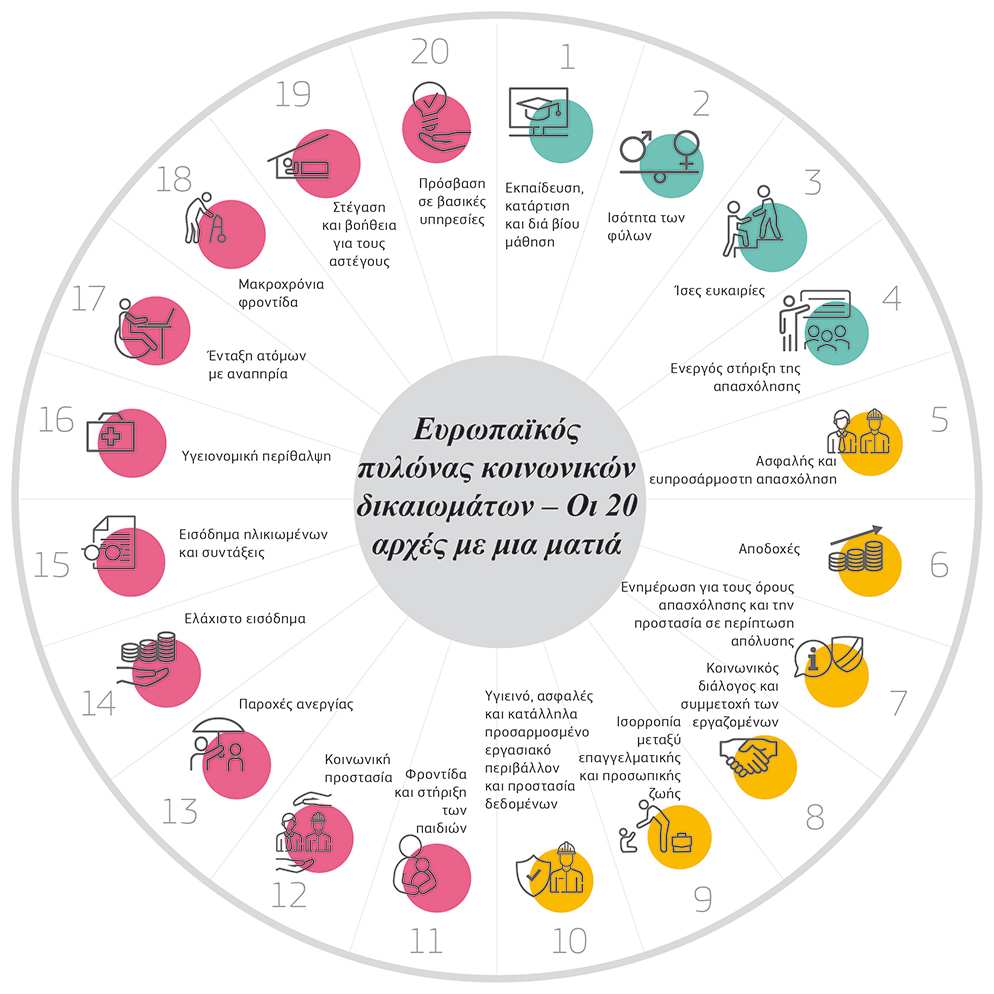 Ευρωπαϊκός
πυλώνας κοινωνικών
δικαιωμάτων – Οι 20
αρχές με μια ματιά
1
Εκπαίδευση,
κατάρτιση
και διά βίου
μάθηση
2
Ισότητα των
φύλων
3
Ίσες ευκαιρίες
4
Ενεργός στήριξη της
απασχόλησης
5
Ασφαλής και
ευπροσάρμοστη απασχόληση
6
Αποδοχές
7
Ενημέρωση για τους όρους
απασχόλησης και την
προστασία σε περίπτωση
απόλυσης
8
Κοινωνικός
διάλογος και
συμμετοχή των
εργαζομένων
9
Ισορροπία
μεταξύ
επαγγελματικής
και προσωπικής
ζωής
10
Υγιεινό, ασφαλές
και κατάλληλα
προσαρμοσμένο
εργασιακό
περιβάλλον
και προστασία
δεδομένων
11
Φροντίδα
και στήριξη
των
παιδιών
12
Κοινωνική
προστασία
13
Παροχές ανεργίας
14
Ελάχιστο εισόδημα
15
Εισόδημα ηλικιωμένων
και συντάξεις
16
Υγειονομική περίθαλψη
17
Ένταξη ατόμων
με αναπηρία
18
Μακροχρόνια
φροντίδα
19
Στέγαση
και βοήθεια
για τους
αστέγους
20
Πρόσβαση
σε βασικές
υπηρεσίες